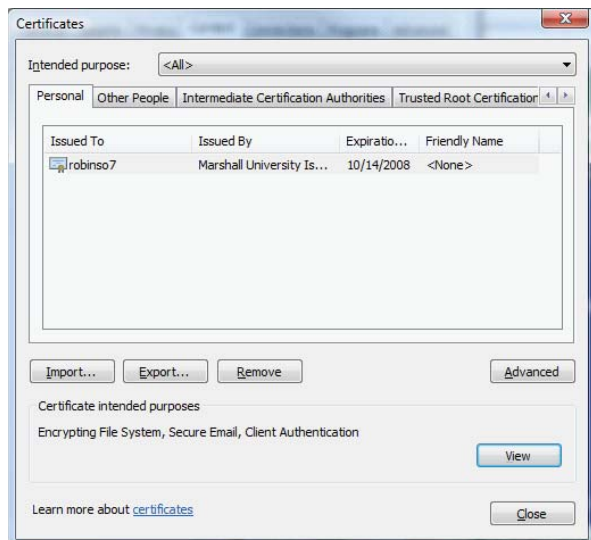 Certificates
Intended purpose: <All>
Personal Other People Intermediate Certification Authorities Trusted Root Certification
Issued To Issued By Expiratio... Friendly Name
robinso7 Marshall University Is... 10/14/2008 <None>
Import... Export... Remove Advanced
Certificate intended purposes
Encrypting File System, Secure Email, Client Authentication
View
Learn more about certificates
Close